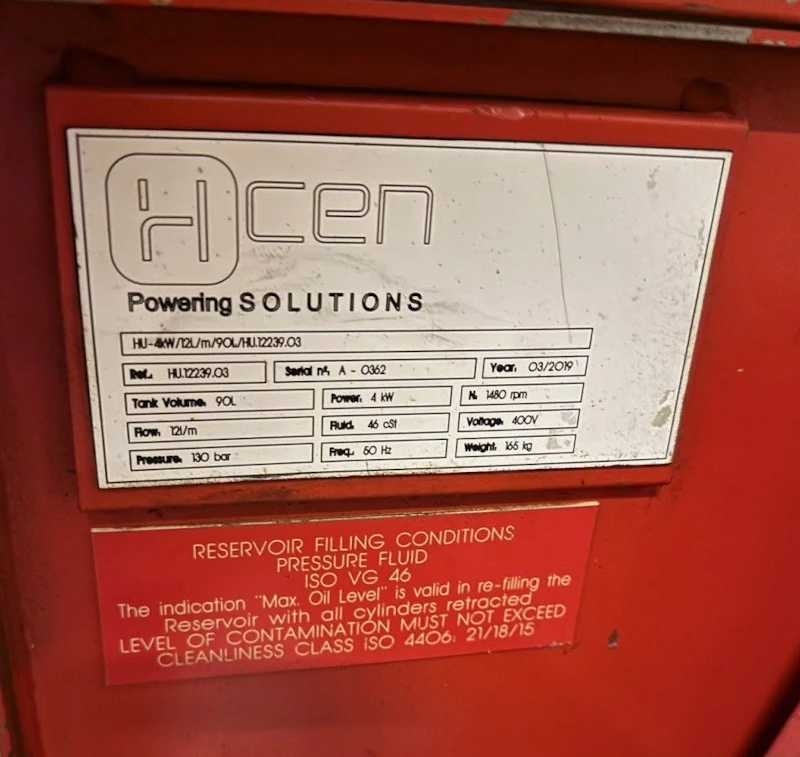 Hcen
Powering SOLUTIONS
HU-4kW/12L/m/90L/HU.12239.03
Ref.: HU.12239.03 Serial nº: A - 0362 Year: 03/2019
Tank Volume: 90L Power: 4 kW N: 1480 rpm
Flow: 12l/m Fluid: 46 cSt Voltage: 400V
Pressure: 130 bar Freq.: 50 Hz Weight: 165 kg
RESERVOIR FILLING CONDITIONS
PRESSURE FLUID
ISO VG 46
The indication "Max. Oil Level" is valid in re-filling the
Reservoir with all cylinders retracted
LEVEL OF CONTAMINATION MUST NOT EXCEED
CLEANLINESS CLASS ISO 4406: 21/18/15